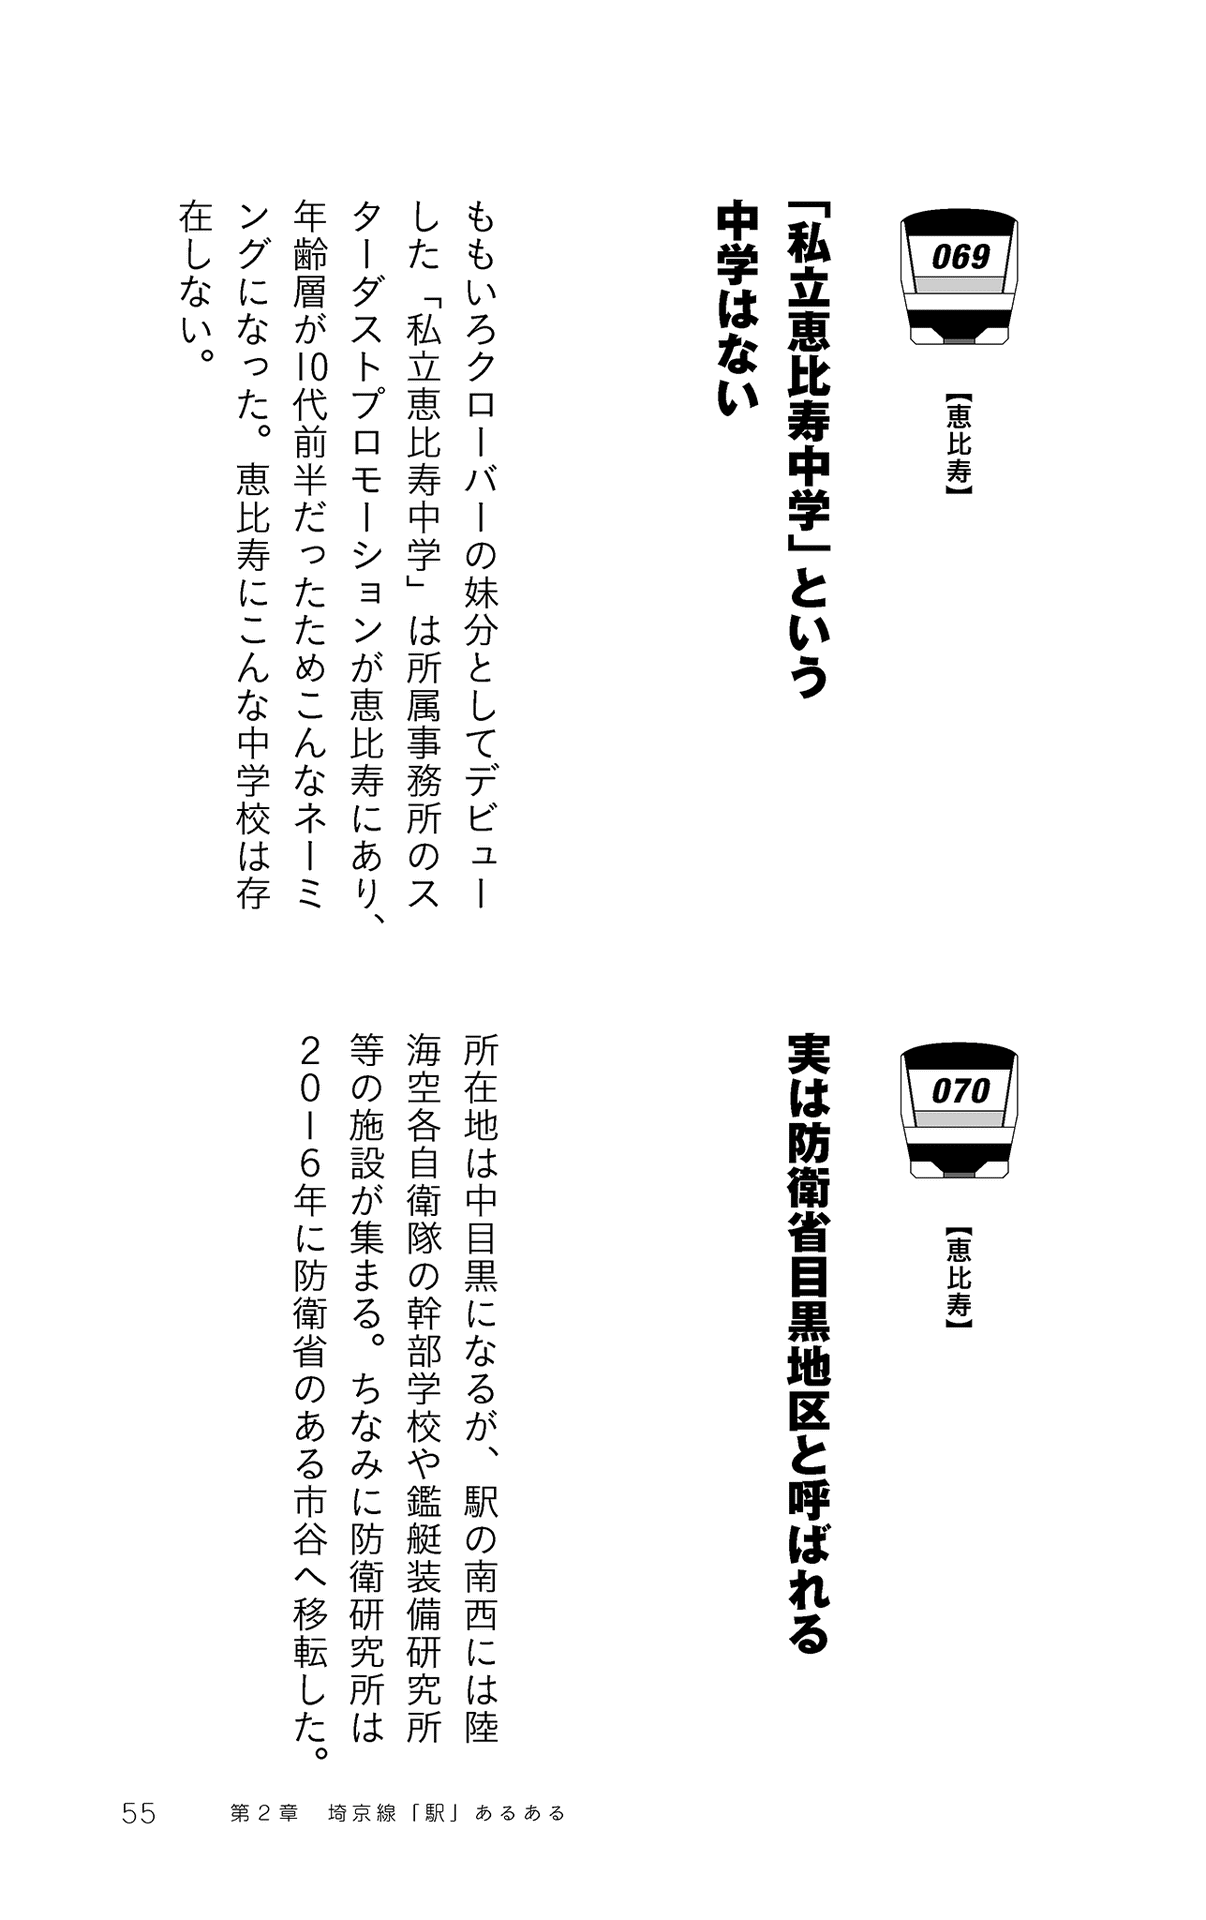 069
【恵比寿】
「私立恵比寿中学」という
中学はない
ももいろクローバーの妹分としてデビュー
した「私立恵比寿中学」は所属事務所のス
ターダストプロモーションが恵比寿にあり、
年齢層が10代前半だったためこんなネーミ
ングになった。恵比寿にこんな中学校は存
在しない。
070
【恵比寿】
実は防衛省目黒地区と呼ばれる
所在地は中目黒になるが、駅の南西には陸
海空各自衛隊の幹部学校や鑑艇装備研究所
等の施設が集まる。ちなみに防衛研究所は
2016年に防衛省のある市谷へ移転した。
55 第2章 埼京線「駅」あるある